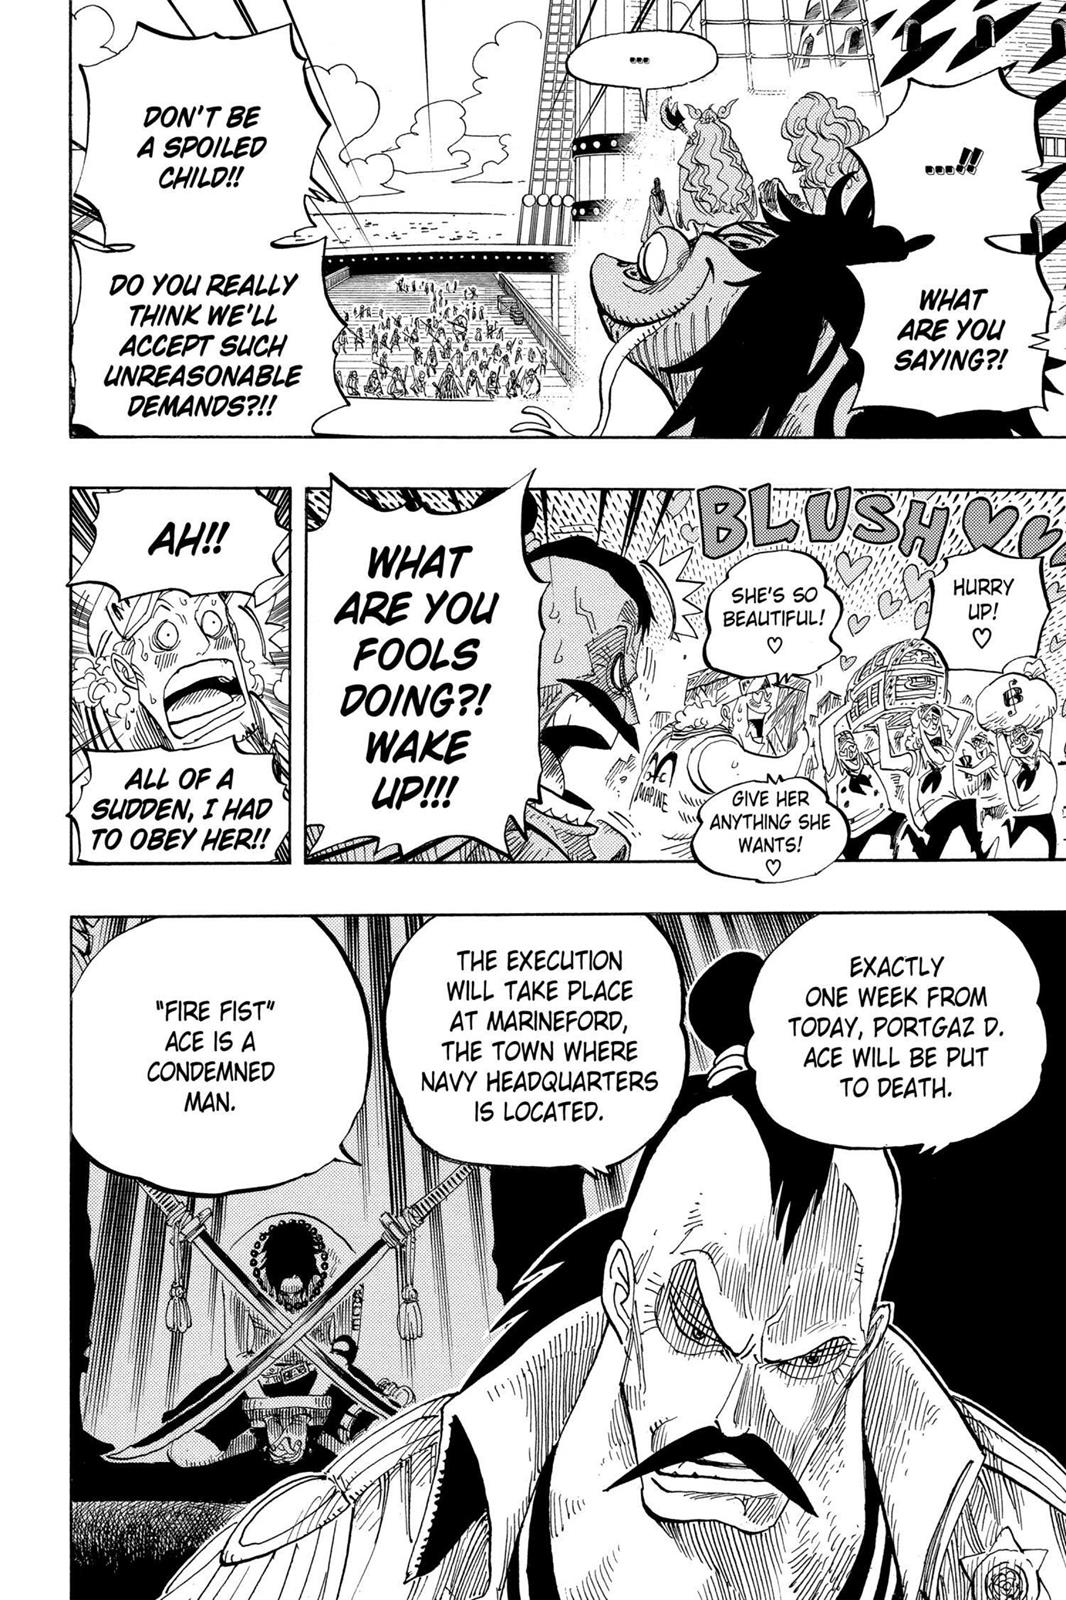 ....!!
WHAT
ARE YOU
SAYING?!
...
DON'T BE
A SPOILED
CHILD!!
DO YOU REALLY
THINK WE'LL
ACCEPT SUCH
UNREASONABLE
DEMANDS?!!
BLUSH♥♥♥
HURRY
UP!
♡
SHE'S SO
BEAUTIFUL!
♡
GIVE HER
ANYTHING SHE
WANTS!
♡
MARINE
WHAT
ARE YOU
FOOLS
DOING?!
WAKE
UP!!!
AH!!
ALL OF A
SUDDEN, I HAD
TO OBEY HER!!
EXACTLY
ONE WEEK FROM
TODAY, PORTGAZ D.
ACE WILL BE PUT
TO DEATH.
THE EXECUTION
WILL TAKE PLACE
AT MARINEFORD,
THE TOWN WHERE
NAVY HEADQUARTERS
IS LOCATED.
"FIRE FIST"
ACE IS A
CONDEMNED
MAN.